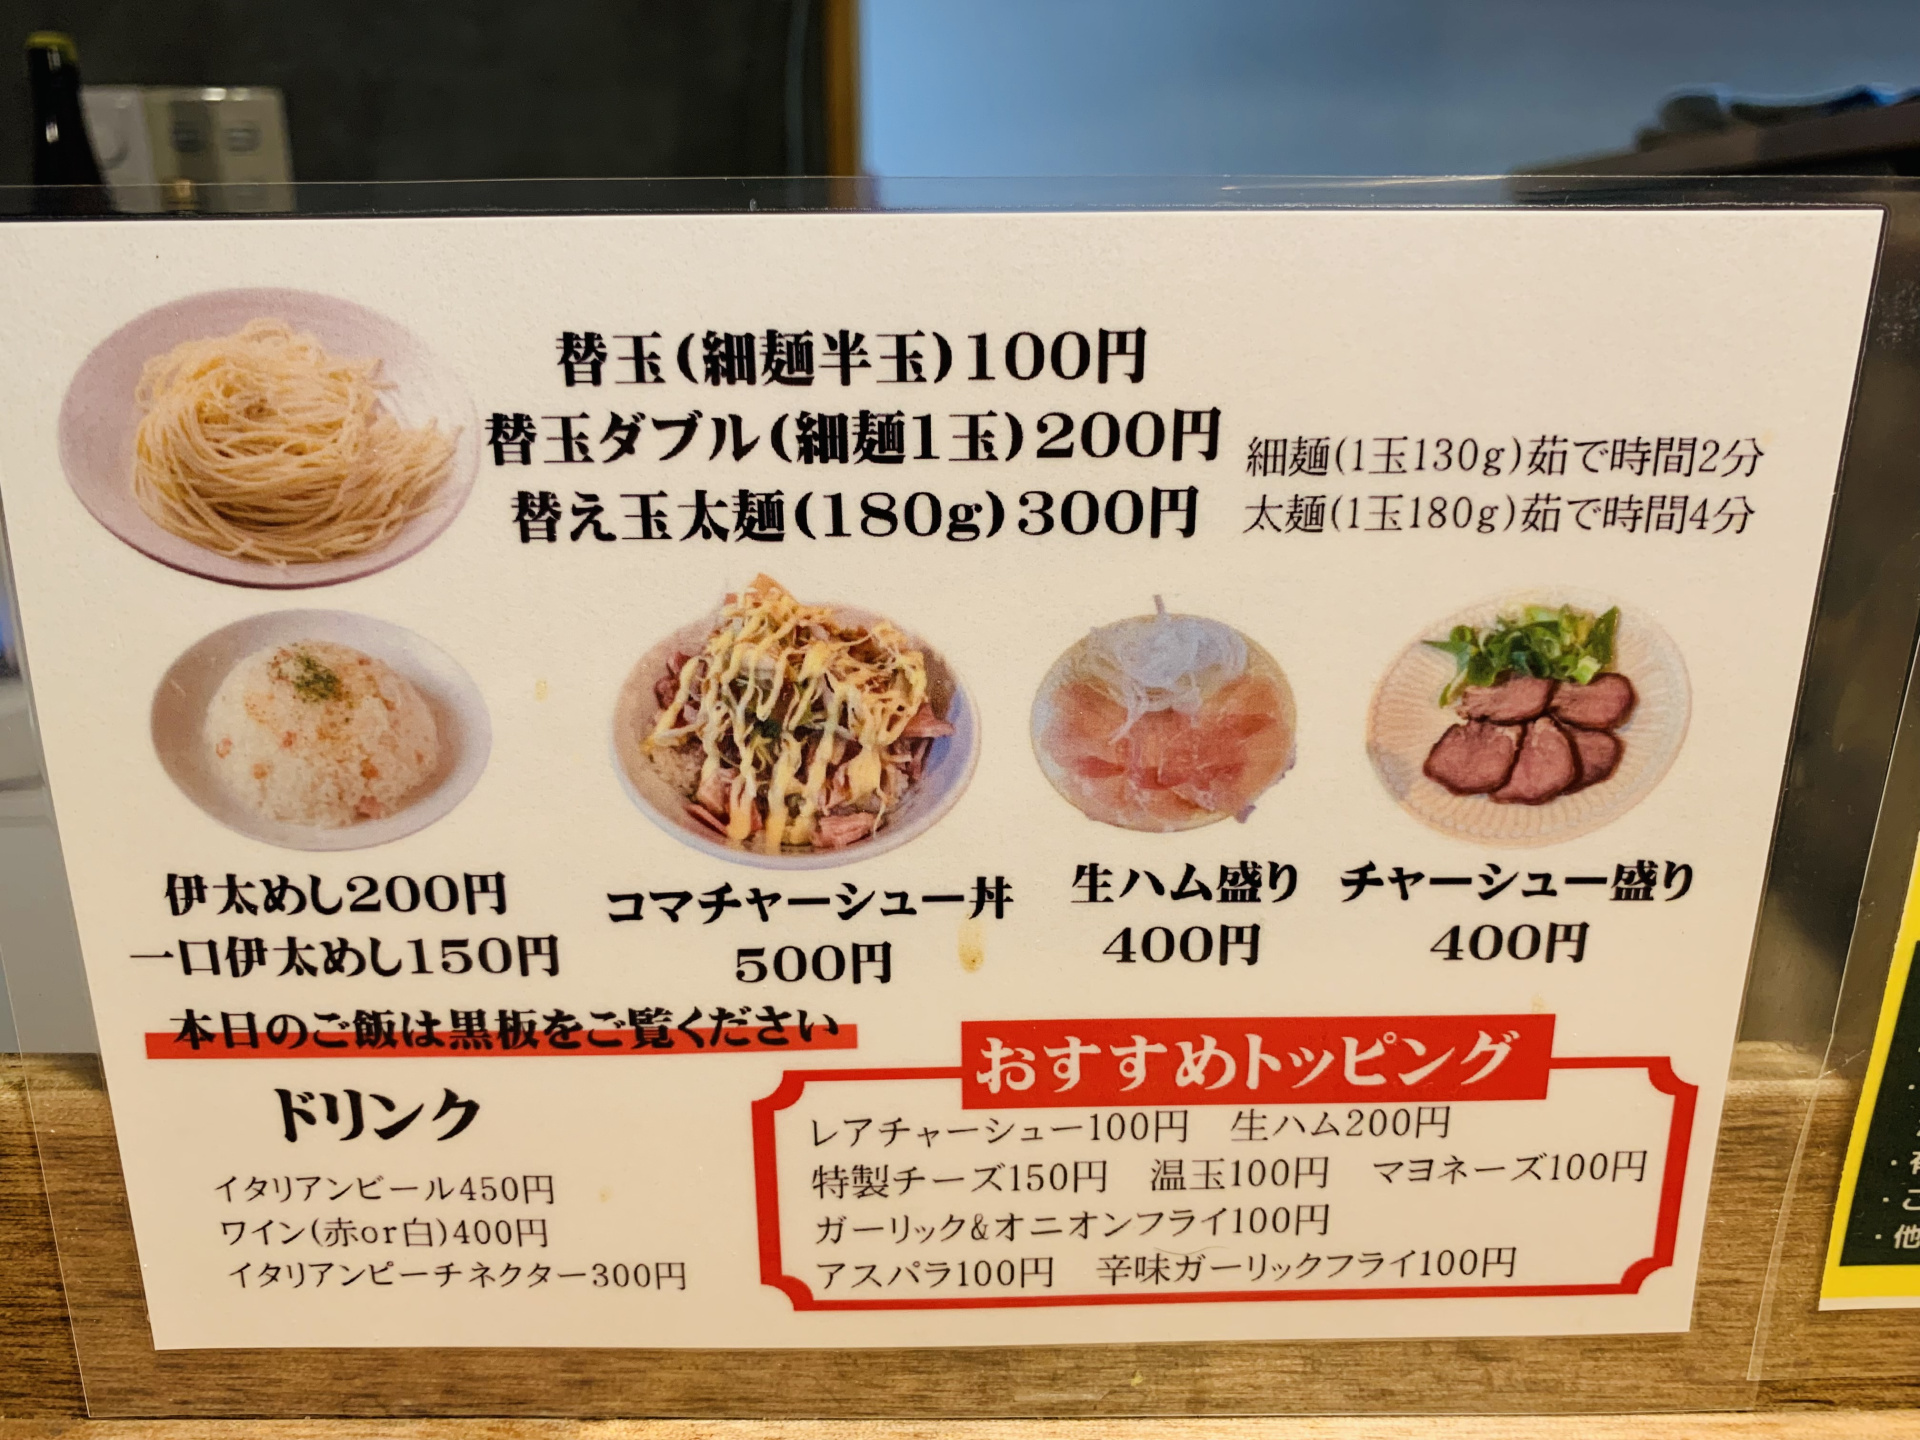 替玉(細麺半玉)100円
替玉ダブル(細麺1玉)200円
替え玉太麺(180g)300円
細麺(1玉130g)茹で時間2分
太麺(1玉180g)茹で時間4分
伊太めし200円
一口伊太めし150円
コマチャーシュー丼
500円
生ハム盛り
400円
チャーシュー盛り
400円
本日のご飯は黒板をご覧ください
ドリンク
イタリアンビール450円
ワイン(赤or白)400円
イタリアンピーチネクター300円
おすすめトッピング
レアチャーシュー100円 生ハム200円
特製チーズ150円 温玉100円 マヨネーズ100円
ガーリック&オニオンフライ100円
アスパラ100円 辛味ガーリックフライ100円
・こ
・他